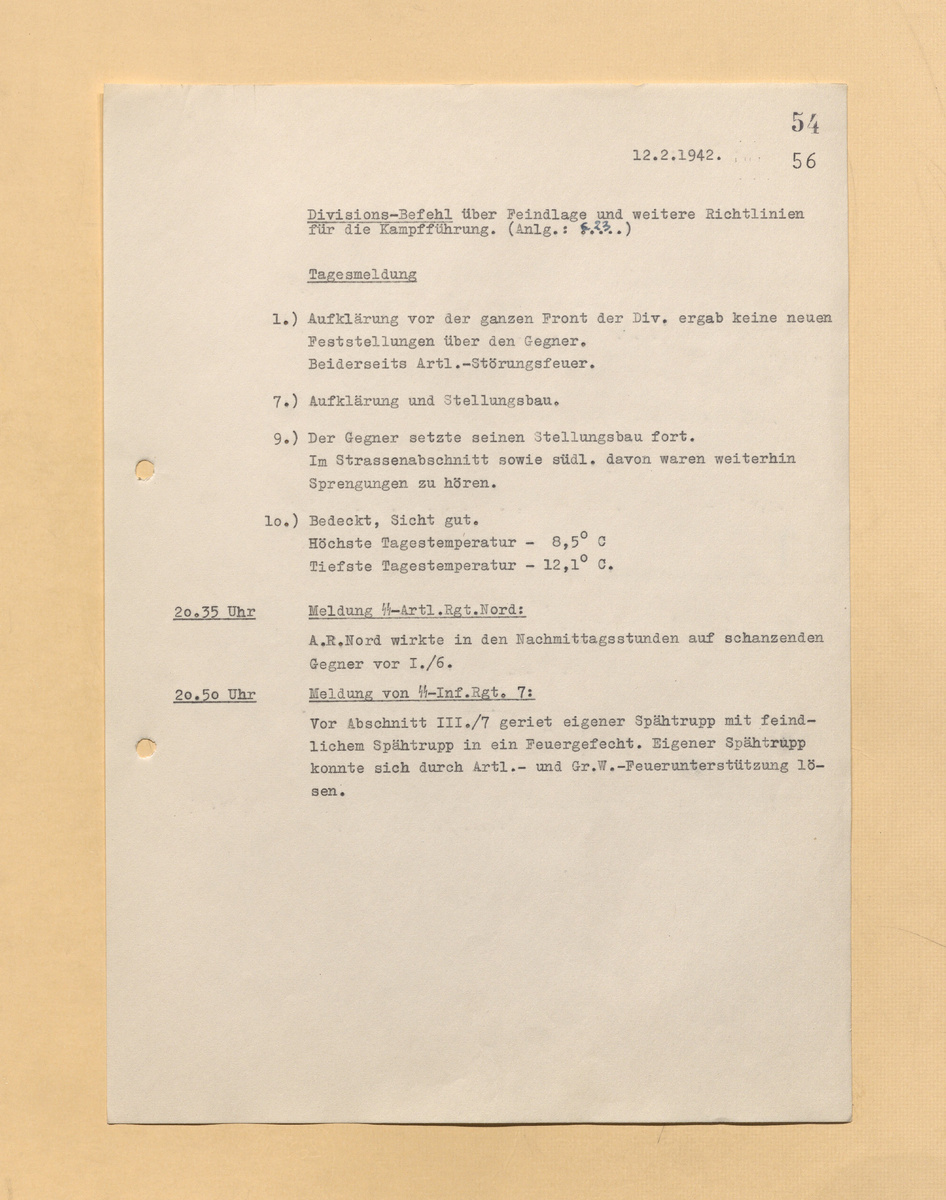 54
12.2.1942.
56
Divisions-Befehl über Feindlage und weitere Richtlinien
für die Kampfführung. (Anlg.: 23.)
Tagesmeldung
1.) Aufklärung vor der ganzen Front der Div. ergab keine neuen
Feststellungen über den Gegner.
Beiderseits Artl.-Störungsfeuer.
7.) Aufklärung und Stellungsbau.
9.) Der Gegner setzte seinen Stellungsbau fort.
Im Strassenabschnitt sowie südl. davon waren weiterhin
Sprengungen zu hören.
1o.) Bedeckt, Sicht gut.
Höchste Tagestemperatur - 8,5° C
Tiefste Tagestemperatur - 12,1° C.
2o.35 Uhr Meldung ᛋᛋ-Artl.Rgt.Nord:
A.R.Nord wirkte in den Nachmittagsstunden auf schanzenden
Gegner vor I./6.
2o.5o Uhr Meldung von ᛋᛋ-Inf.Rgt. 7:
Vor Abschnitt III./7 geriet eigener Spähtrupp mit feind-
lichem Spähtrupp in ein Feuergefecht. Eigener Spähtrupp
konnte sich durch Artl.- und Gr.W.-Feuerunterstützung lö-
sen.